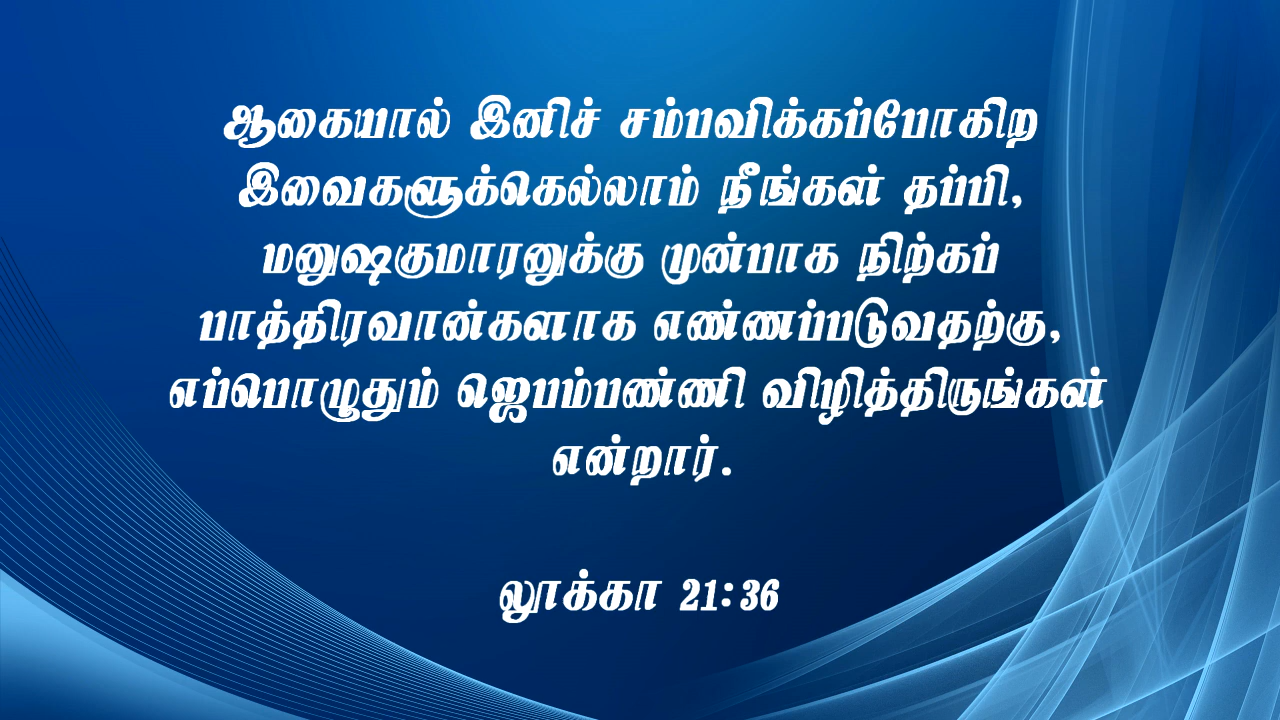 ஆகையால் இனிச் சம்பவிக்கப்போகிற
இவைகளுக்கெல்லாம் நீங்கள் தப்பி,
மனுஷகுமாரனுக்கு முன்பாக நிற்கப்
பாத்திரவான்களாக எண்ணப்படுவதற்கு,
எப்பொழுதும் ஜெபம்பண்ணி விழித்திருங்கள்
என்றார்.
லூக்கா 21:36